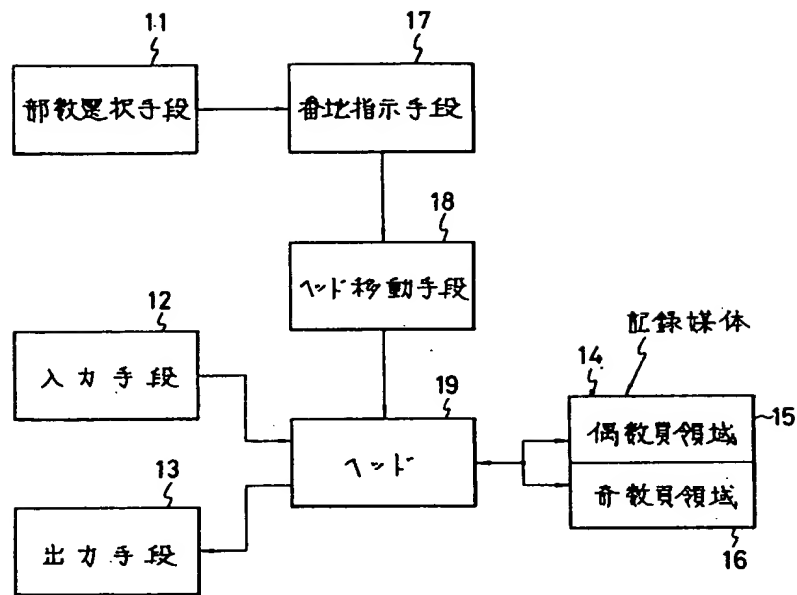 11
部数選択手段
17
番地指示手段
18
ヘッド移動手段
12
入力手段
19
ヘッド
13
出力手段
記録媒体
14
偶数頁領域
15
奇数頁領域
16